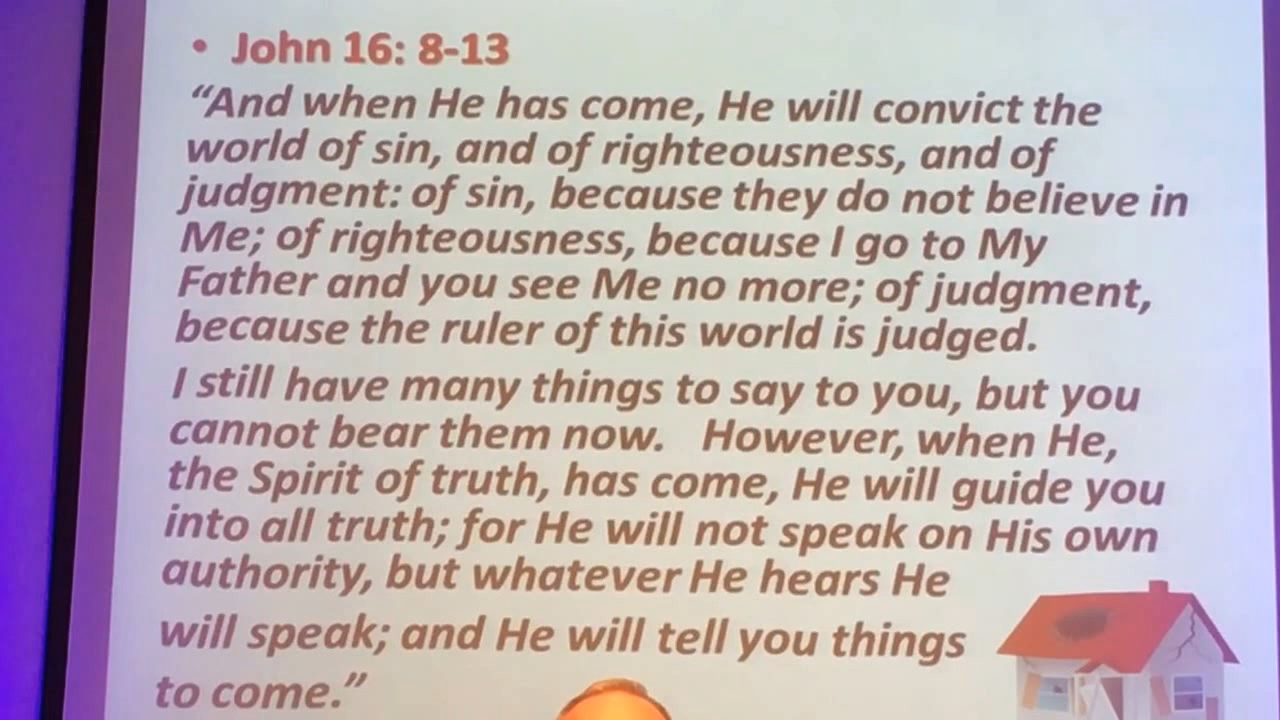 • John 16: 8-13
“And when He has come, He will convict the
world of sin, and of righteousness, and of
judgment: of sin, because they do not believe in
Me; of righteousness, because I go to My
Father and you see Me no more; of judgment,
because the ruler of this world is judged.
I still have many things to say to you, but you
cannot bear them now.   However, when He,
the Spirit of truth, has come, He will guide you
into all truth; for He will not speak on His own
authority, but whatever He hears He
will speak; and He will tell you things
to come.”